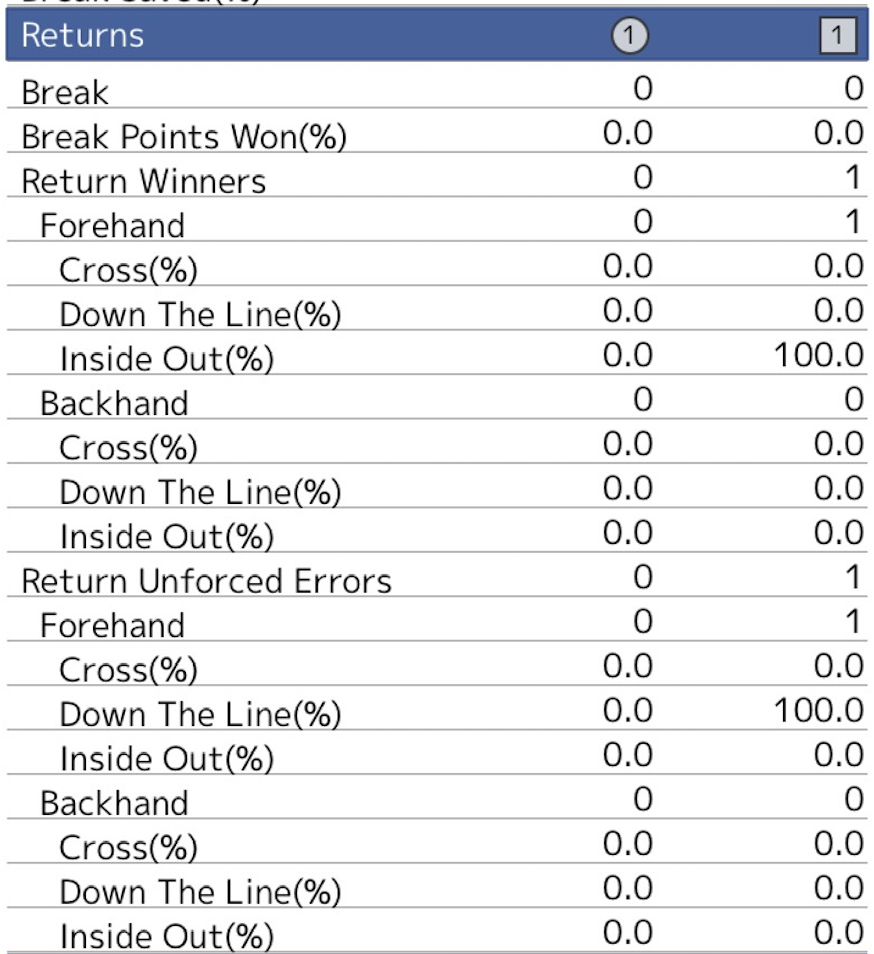 Returns 1 1
Break 0 0
Break Points Won(%) 0.0 0.0
Return Winners 0 1
Forehand 0 1
Cross(%) 0.0 0.0
Down The Line(%) 0.0 0.0
Inside Out(%) 0.0 100.0
Backhand 0 0
Cross(%) 0.0 0.0
Down The Line(%) 0.0 0.0
Inside Out(%) 0.0 0.0
Return Unforced Errors 0 1
Forehand 0 1
Cross(%) 0.0 0.0
Down The Line(%) 0.0 100.0
Inside Out(%) 0.0 0.0
Backhand 0 0
Cross(%) 0.0 0.0
Down The Line(%) 0.0 0.0
Inside Out(%) 0.0 0.0